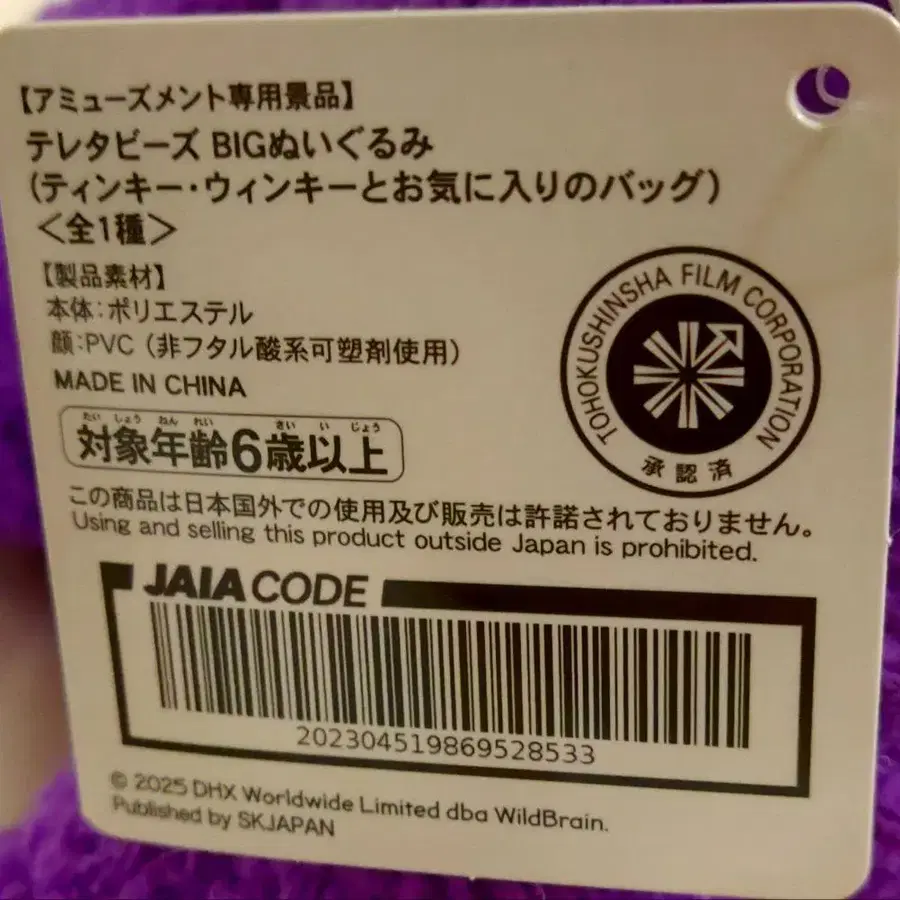 【アミューズメント専用景品】
テレタビーズ BIGぬいぐるみ
(ティンキー・ウィンキーとお気に入りのバッグ)
<全1種>
【製品素材】
本体:ポリエステル
顔:PVC (非フタル酸系可塑剤使用)
MADE IN CHINA
たい しょう ねん れい さい い じょう
対象年齢6歳以上
TOHOKUSHINSHA FILM CORPORATION
承認済
この商品は日本国外での使用及び販売は許諾されておりません。
Using and selling this product outside Japan is prohibited.
JAIA CODE
202304519869528533
© 2025 DHX Worldwide Limited dba WildBrain.
Published by SKJAPAN